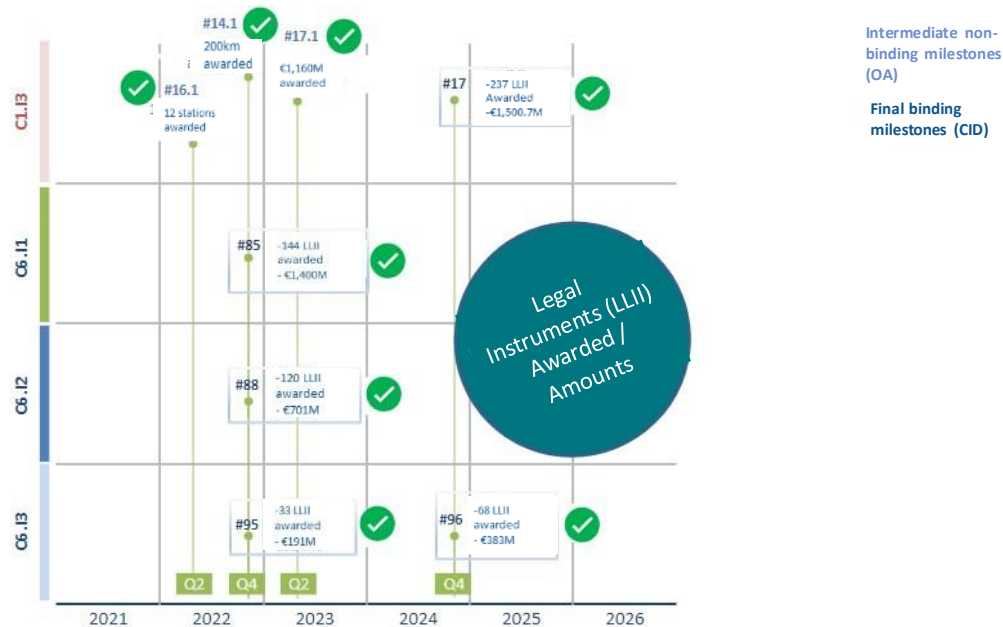 #14.1
200km
awarded
#17.1
€1,160M
awarded
#16.1
12 stations
awarded
#17
-237 LLII
Awarded
-€1,500.7M
Intermediate non-
binding milestones
(OA)
Final binding
milestones (CID)
C1.I3
C6.I1
#85
-144 LLII
awarded
- €1,400M
Legal
Instruments (LLII)
Awarded /
Amounts
C6.I2
#88
-120 LLII
awarded
- €701M
C6.I3
#95
-33 LLII
awarded
- €191M
#96
-68 LLII
awarded
- €383M
Q2
Q4
Q2
Q4
2021
2022
2023
2024
2025
2026